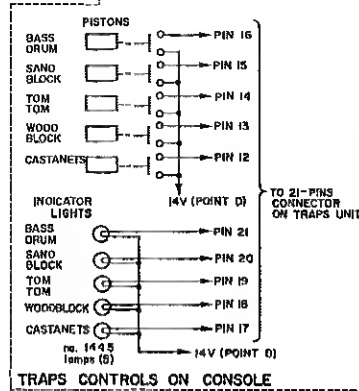 PISTONS
BASS DRUM PIN 16
SAND BLOCK PIN 15
TOM TOM PIN 14
WOOD BLOCK PIN 13
CASTANETS PIN 12
14V (POINT D)
TO 21-PINS CONNECTOR ON TRAPS UNIT
INDICATOR LIGHTS
BASS DRUM PIN 21
SAND BLOCK PIN 20
TOM TOM PIN 19
WOODBLOCK PIN 18
CASTANETS PIN 17
no. 1445 lamps (5)
14V (POINT D)
TRAPS CONTROLS ON CONSOLE